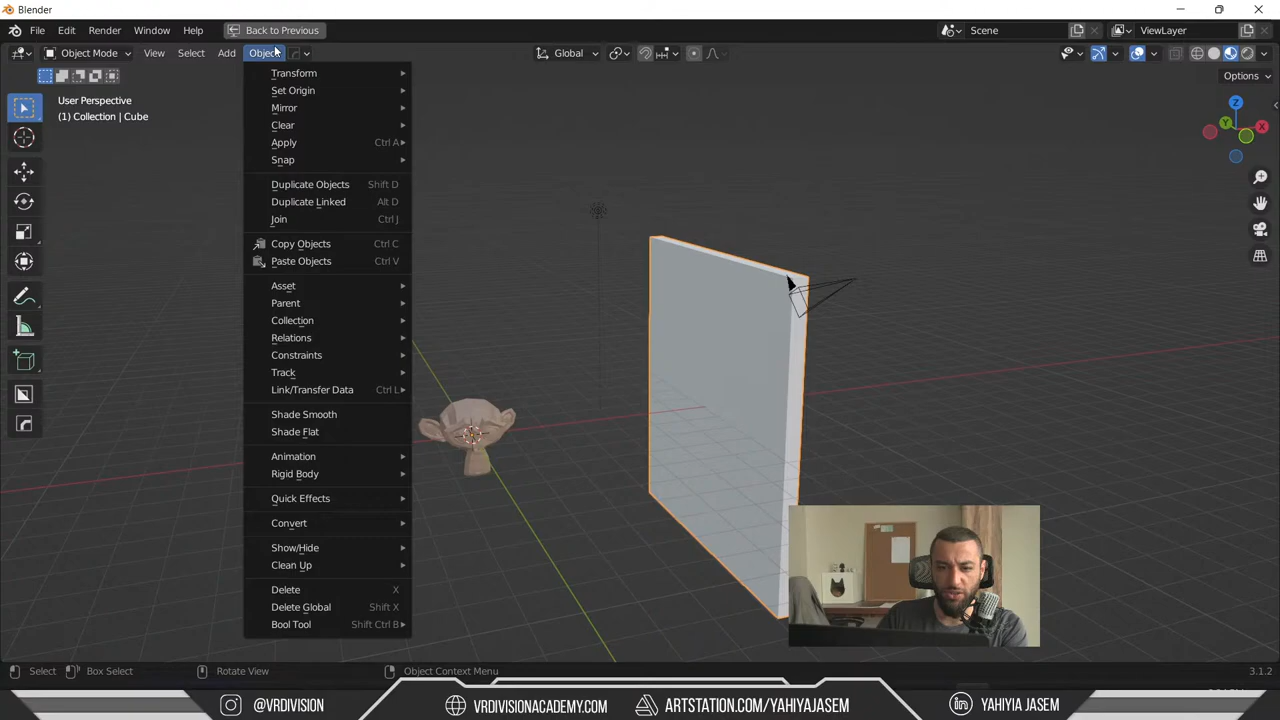 Blender
File Edit Render Window Help Back to Previous Scene ViewLayer
Object Mode View Select Add Object Global
Options
User Perspective
(1) Collection | Cube
Z
Y
X
Transform
Set Origin
Mirror
Clear
Apply Ctrl A
Snap
Duplicate Objects Shift D
Duplicate Linked Alt D
Join Ctrl J
Copy Objects Ctrl C
Paste Objects Ctrl V
Asset
Parent
Collection
Relations
Constraints
Track
Link/Transfer Data Ctrl L
Shade Smooth
Shade Flat
Animation
Rigid Body
Quick Effects
Convert
Show/Hide
Clean Up
Delete X
Delete Global Shift X
Bool Tool Shift Ctrl B
Select Box Select Rotate View Object Context Menu 3.1.2
@VRDIVISION VRDIVISIONACADEMY.COM ARTSTATION.COM/YAHIYAJASEM YAHIYIA JASEM